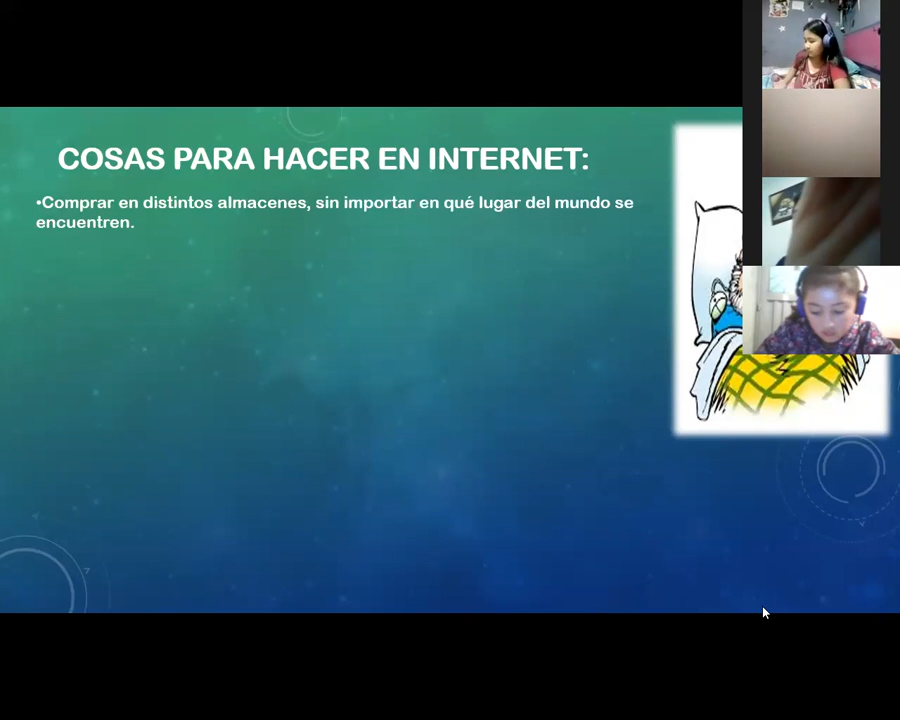 COSAS PARA HACER EN INTERNET:
•Comprar en distintos almacenes, sin importar en qué lugar del mundo se
encuentren.